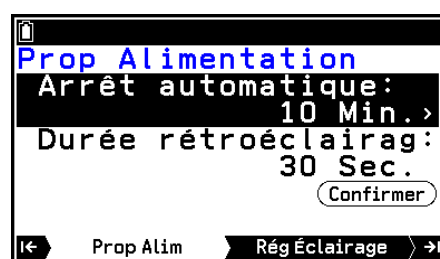 Prop Alimentation
Arrêt automatique:
10 Min.›
Durée rétroéclairag:
30 Sec.
Confirmer
Prop Alim Rég Éclairage